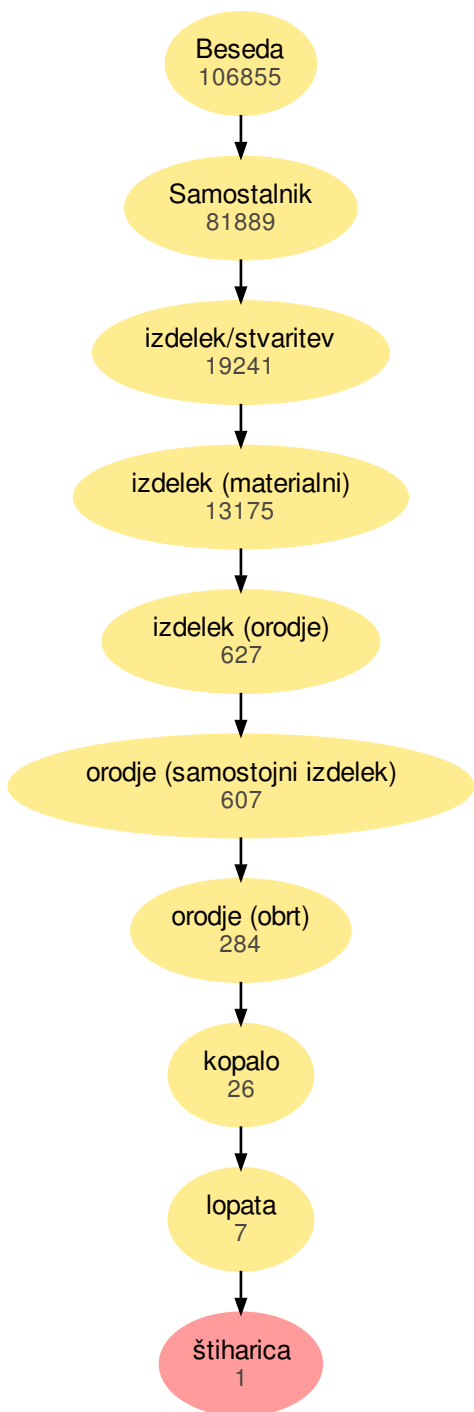 Beseda
106855
Samostalnik
81889
izdelek/stvaritev
19241
izdelek (materialni)
13175
izdelek (orodje)
627
orodje (samostojni izdelek)
607
orodje (obrt)
284
kopalo
26
lopata
7
štiharica
1